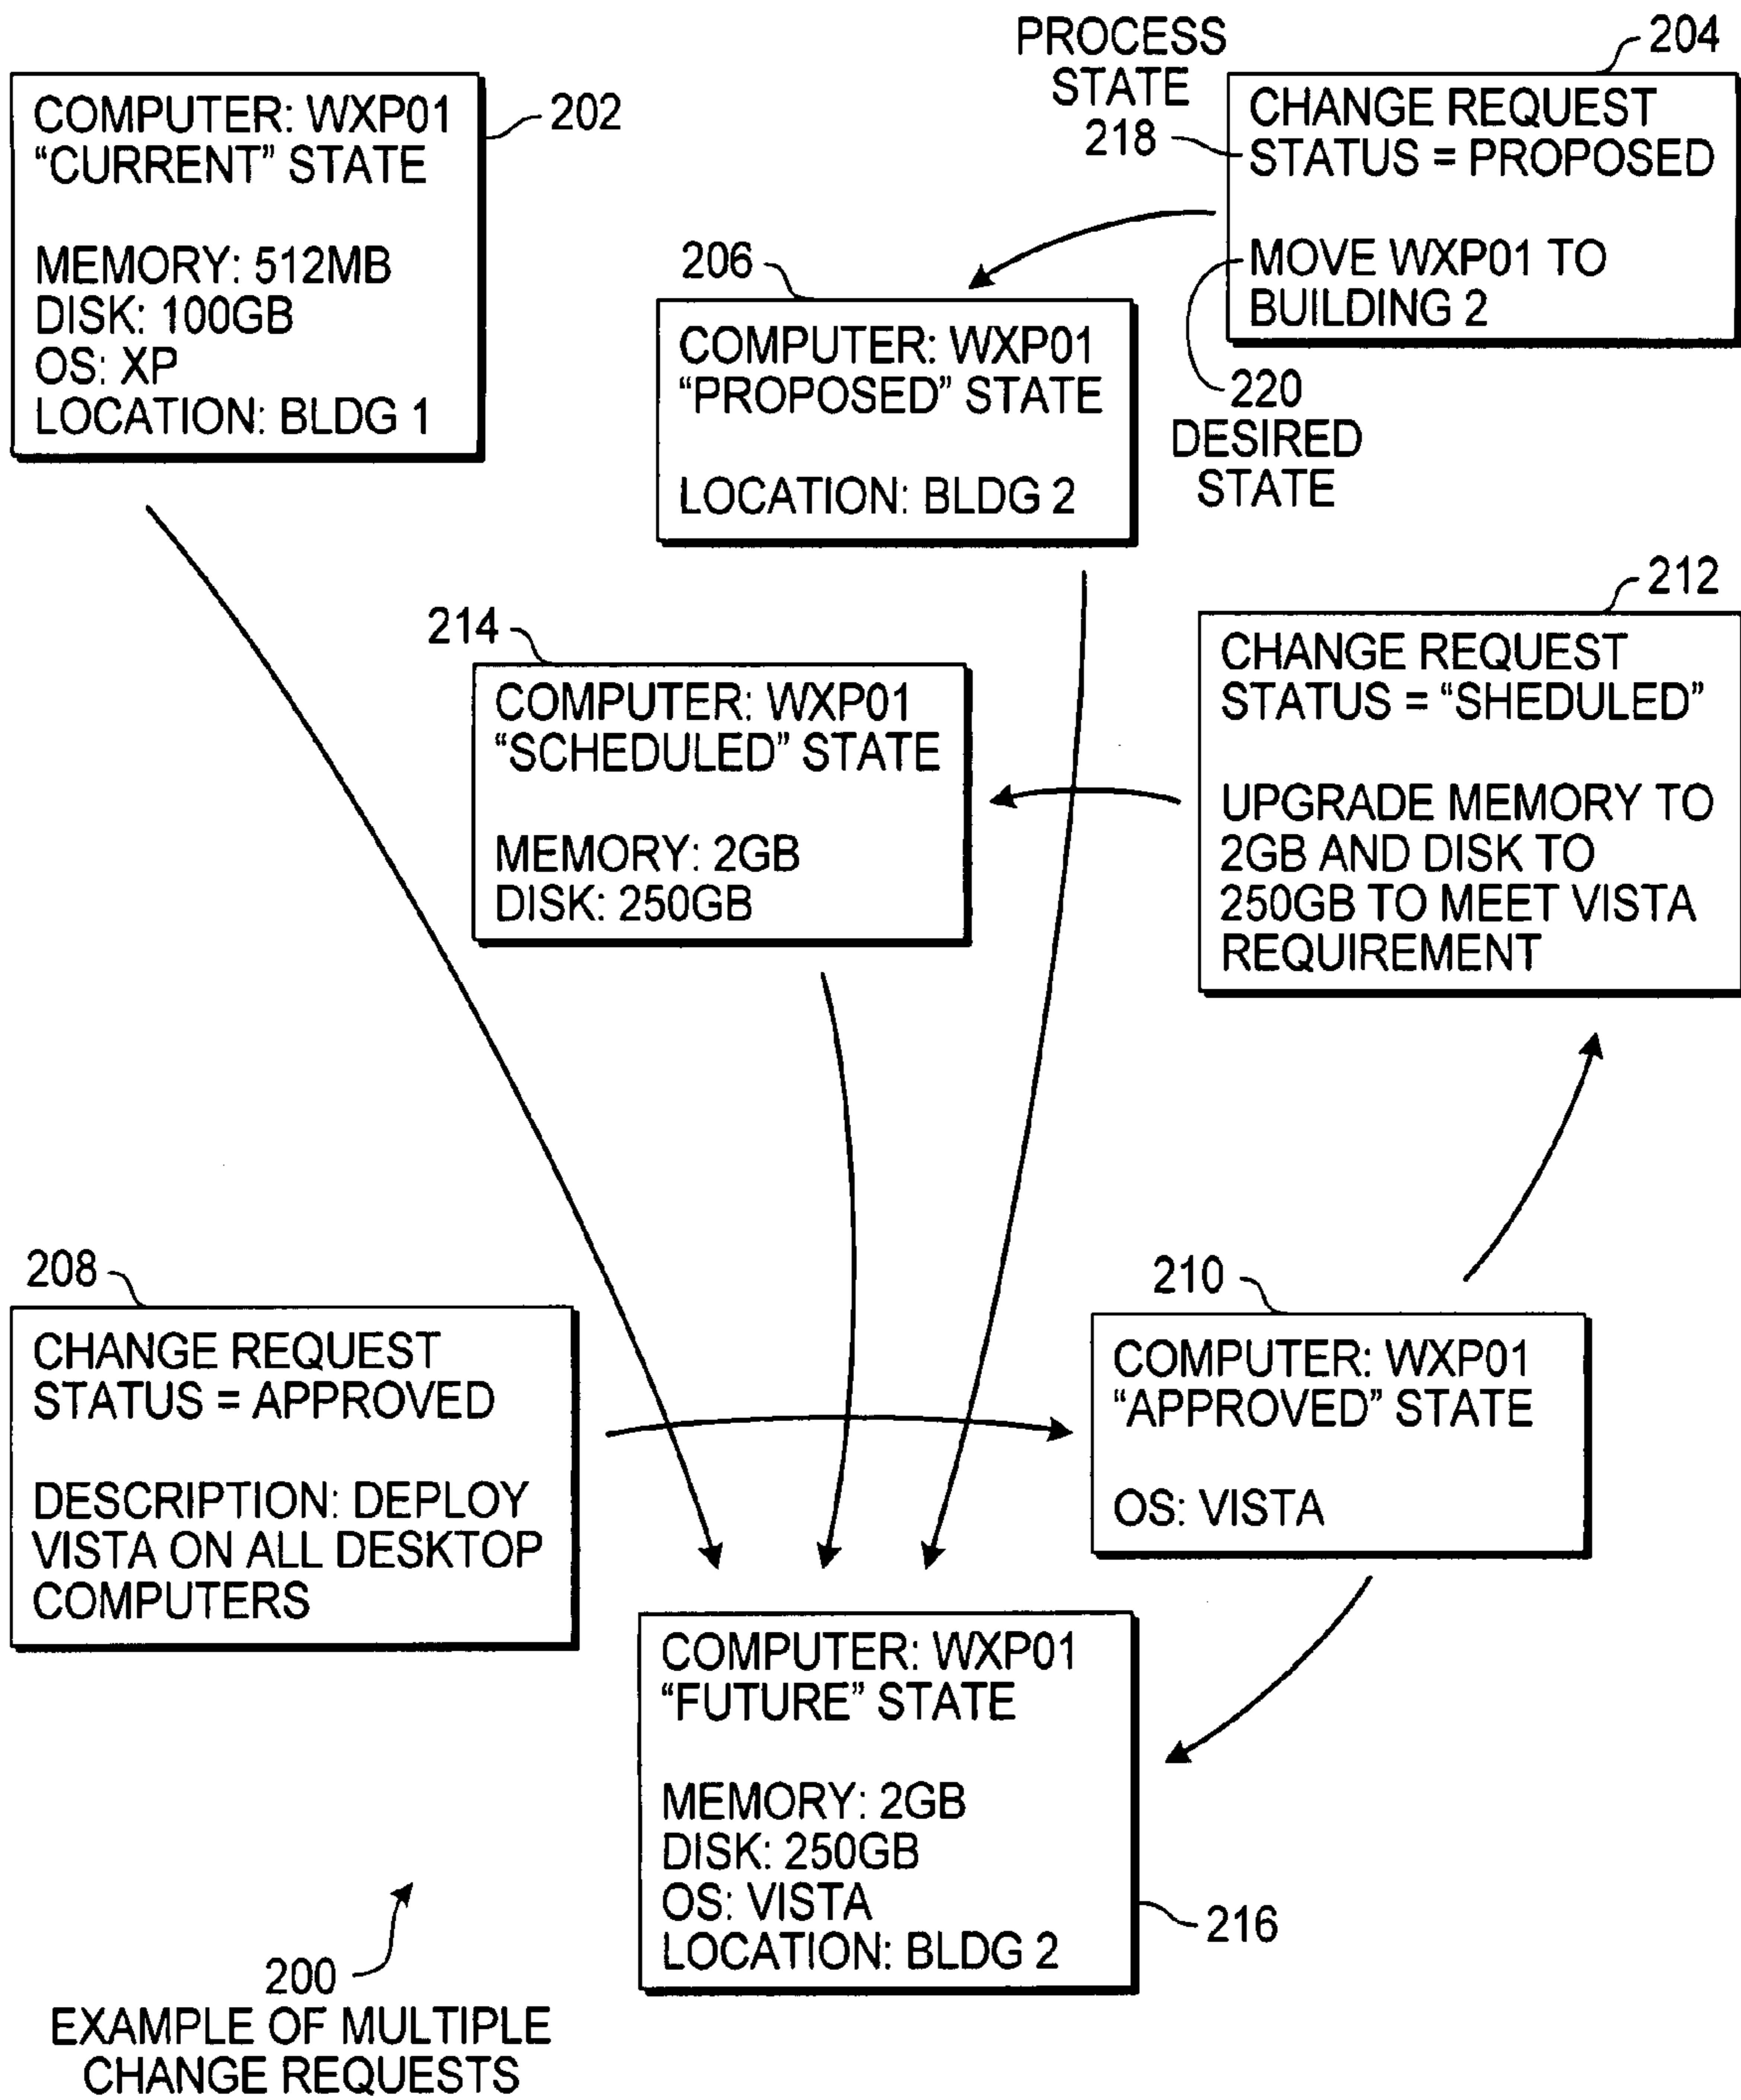 PROCESS
STATE
218
204
CHANGE REQUEST
STATUS = PROPOSED
MOVE WXP01 TO
BUILDING 2
220
DESIRED
STATE
COMPUTER: WXP01
“CURRENT” STATE
MEMORY: 512MB
DISK: 100GB
OS: XP
LOCATION: BLDG 1
202
206
COMPUTER: WXP01
“PROPOSED” STATE
LOCATION: BLDG 2
214
COMPUTER: WXP01
“SCHEDULED” STATE
MEMORY: 2GB
DISK: 250GB
212
CHANGE REQUEST
STATUS = “SHEDULED”
UPGRADE MEMORY TO
2GB AND DISK TO
250GB TO MEET VISTA
REQUIREMENT
208
CHANGE REQUEST
STATUS = APPROVED
DESCRIPTION: DEPLOY
VISTA ON ALL DESKTOP
COMPUTERS
210
COMPUTER: WXP01
“APPROVED” STATE
OS: VISTA
COMPUTER: WXP01
“FUTURE” STATE
MEMORY: 2GB
DISK: 250GB
OS: VISTA
LOCATION: BLDG 2
216
200
EXAMPLE OF MULTIPLE
CHANGE REQUESTS